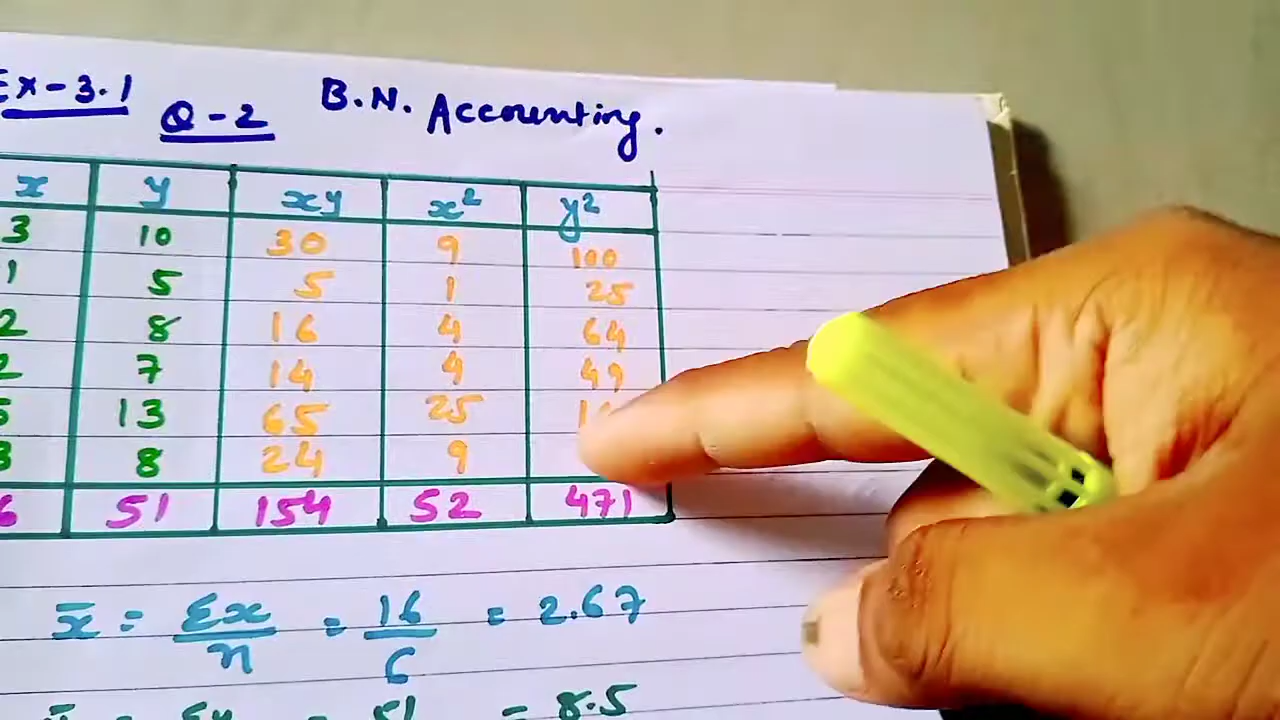 Ex-3.1 Q-2 B.N. Accounting.
x y xy x² y²
3 10 30 9 100
1 5 5 1 25
2 8 16 4 64
2 7 14 4 49
5 13 65 25
3 8 24 9
6 51 154 52 471
x̄ = Σx/n = 16/6 = 2.67
= = 51 = 8.5